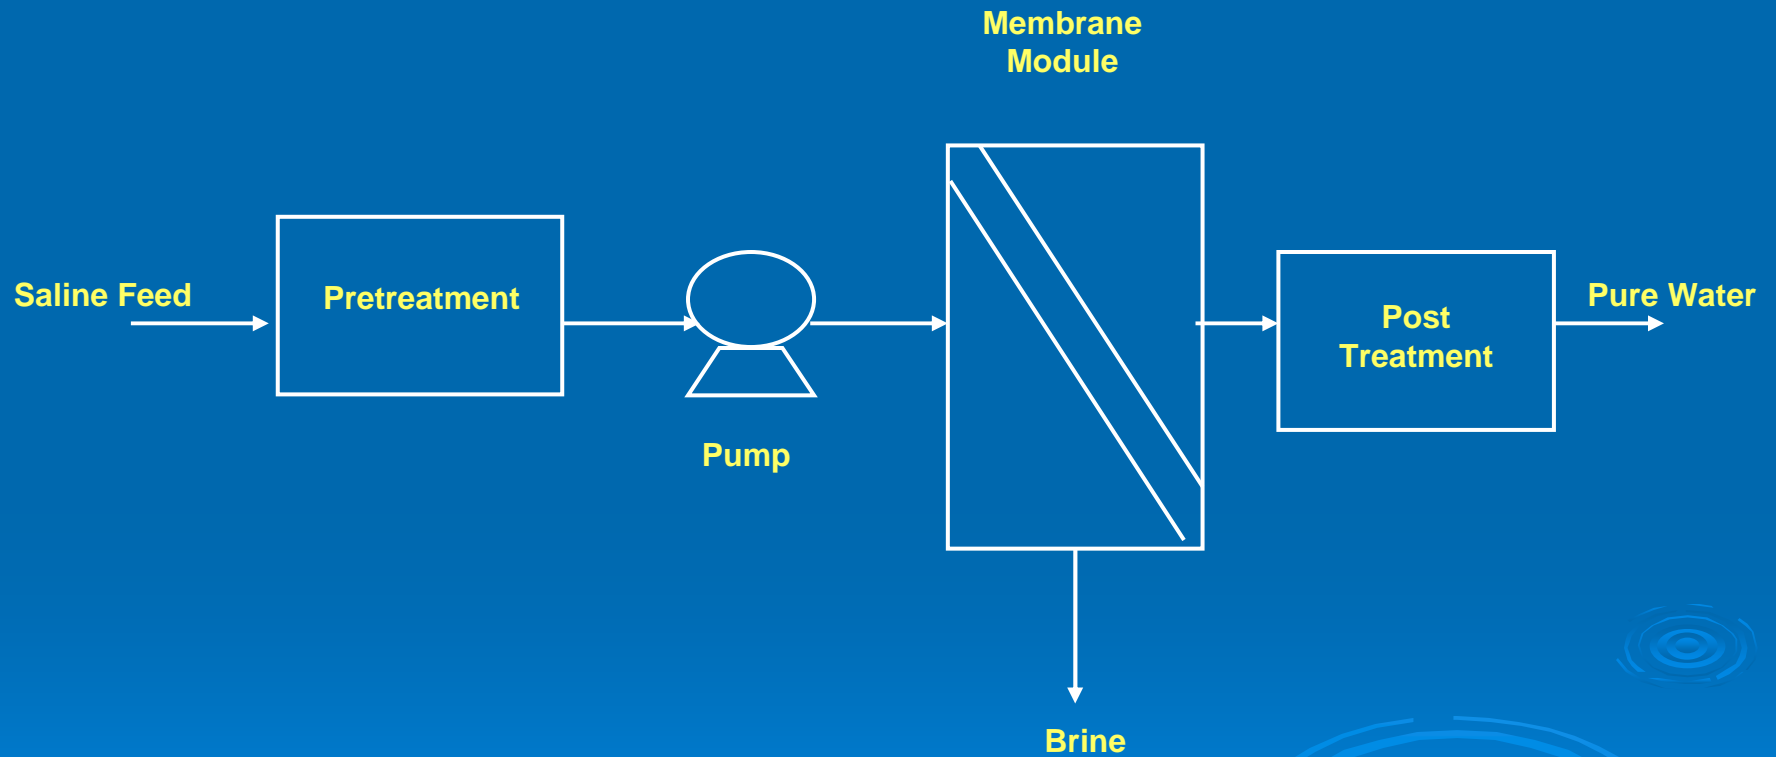 Membrane
Module
Saline Feed
Pretreatment
Pump
Post
Treatment
Pure Water
Brine